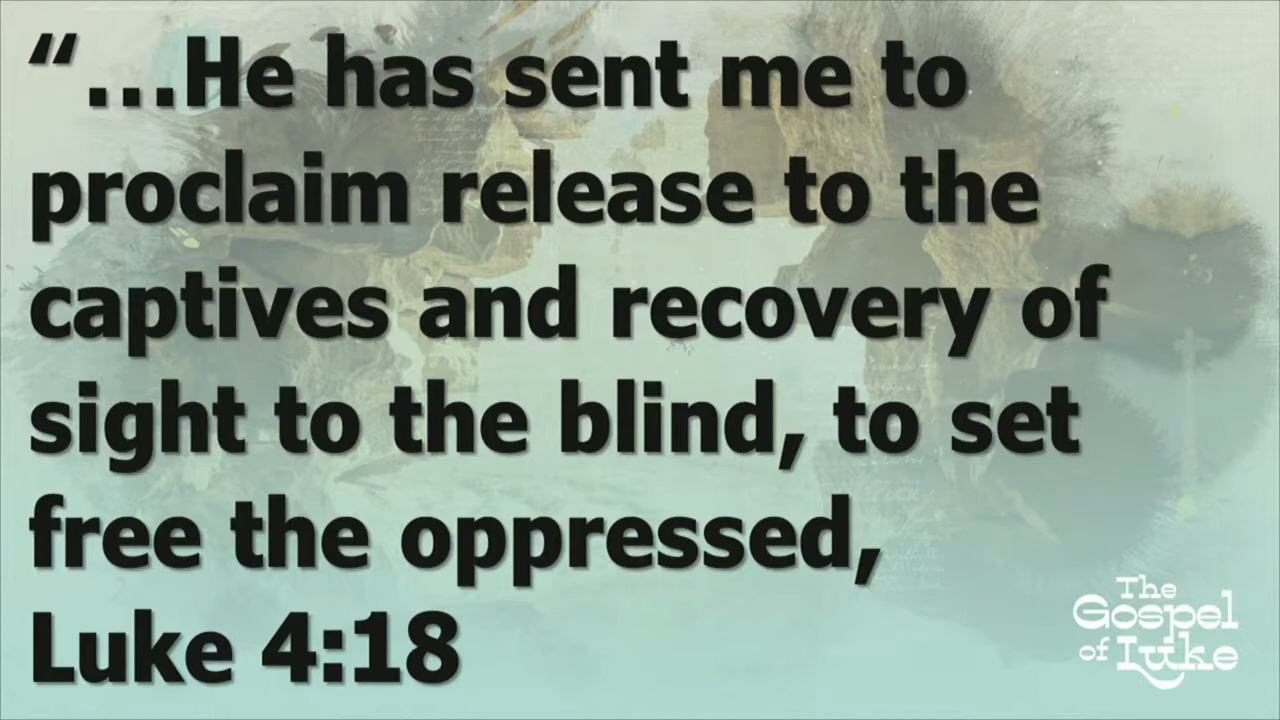 “…He has sent me to
proclaim release to the
captives and recovery of
sight to the blind, to set
free the oppressed,
Luke 4:18
The
Gospel
of Luke